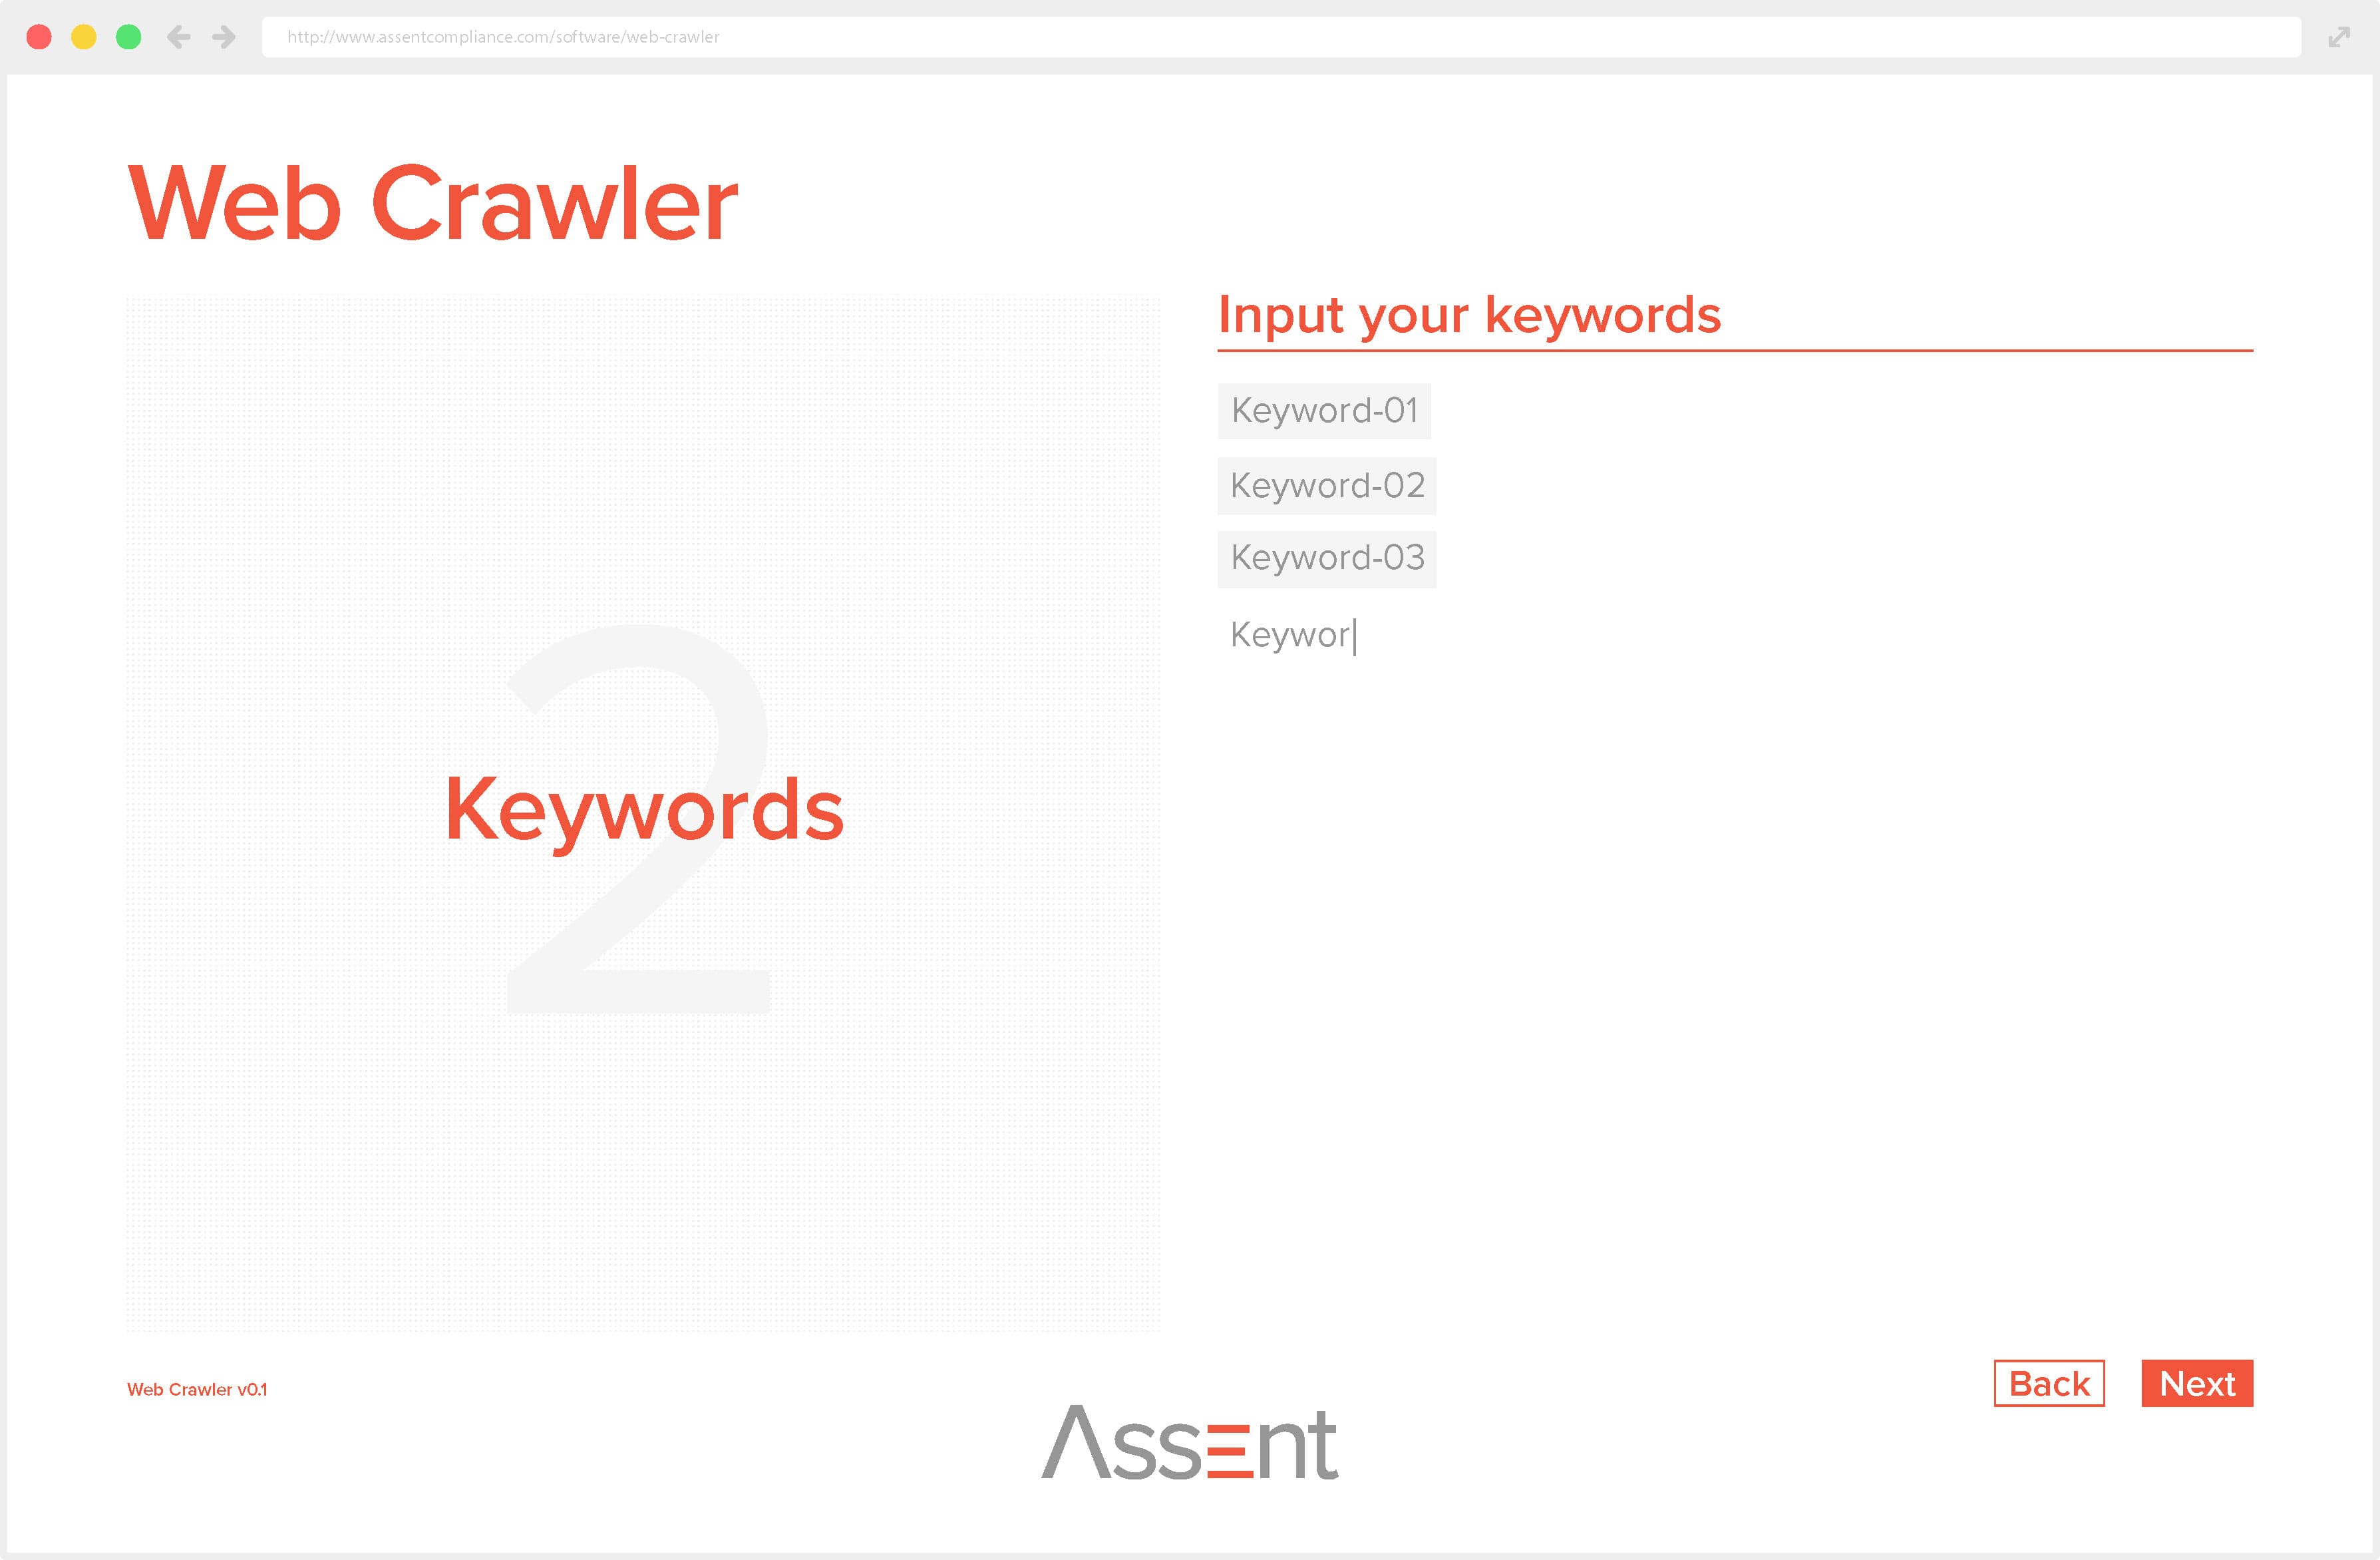 http://www.assentcompliance.com/software/web-crawler
Web Crawler
2
Keywords
Input your keywords
Keyword-01
Keyword-02
Keyword-03
Keywor
Web Crawler v0.1
Back
Next
Assent